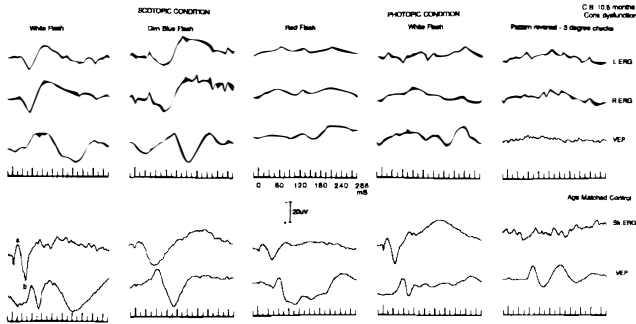 C.B. 10.5 months
Cone dysfunction
SCOTOPIC CONDITION
PHOTOPIC CONDITION
White Flash
Dim Blue Flash
Red Flash
White Flash
Pattern reversal - 3 degree checks
L ERG
R ERG
VEP
0 60 120 180 240 288
mS
20uV
Age Matched Control
ERG
a
b
VEP